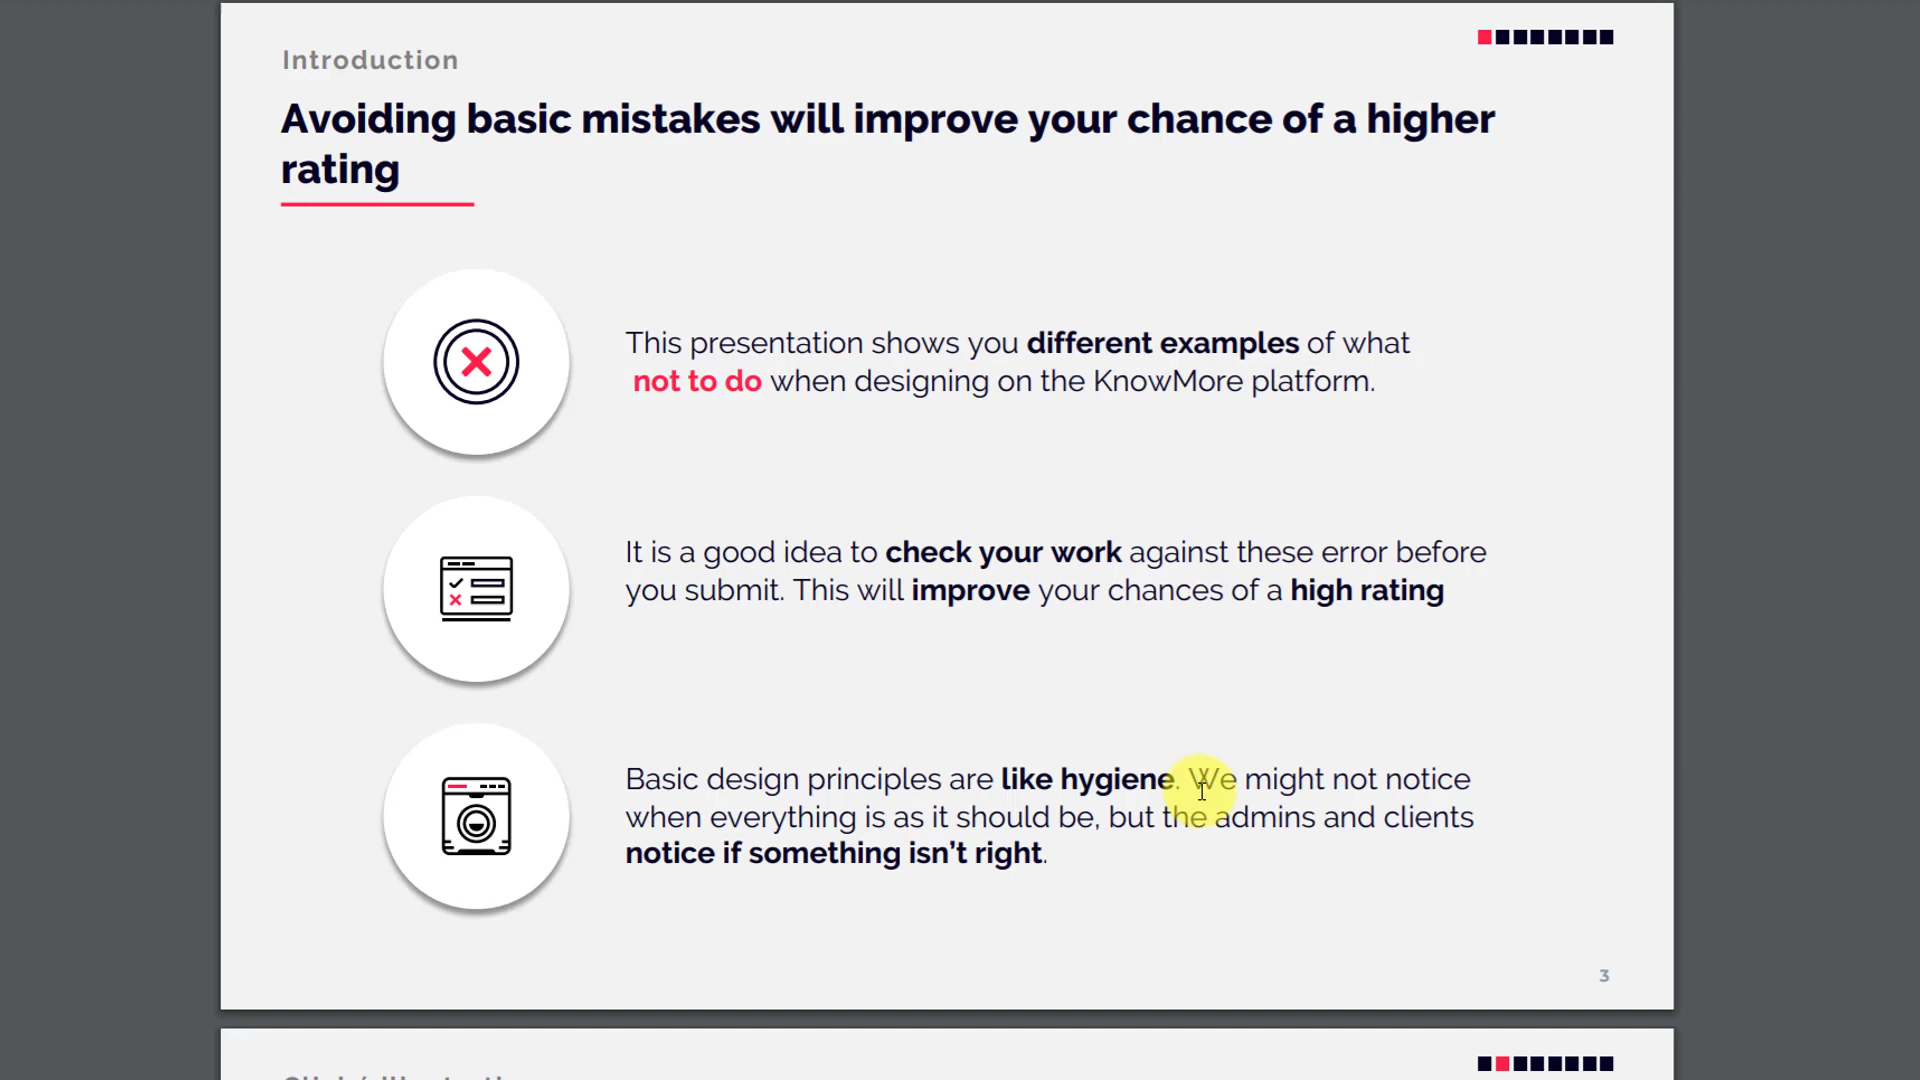 Introduction
Avoiding basic mistakes will improve your chance of a higher
rating
This presentation shows you different examples of what
not to do when designing on the KnowMore platform.
It is a good idea to check your work against these error before
you submit. This will improve your chances of a high rating
Basic design principles are like hygiene. We might not notice
when everything is as it should be, but the admins and clients
notice if something isn't right.
3